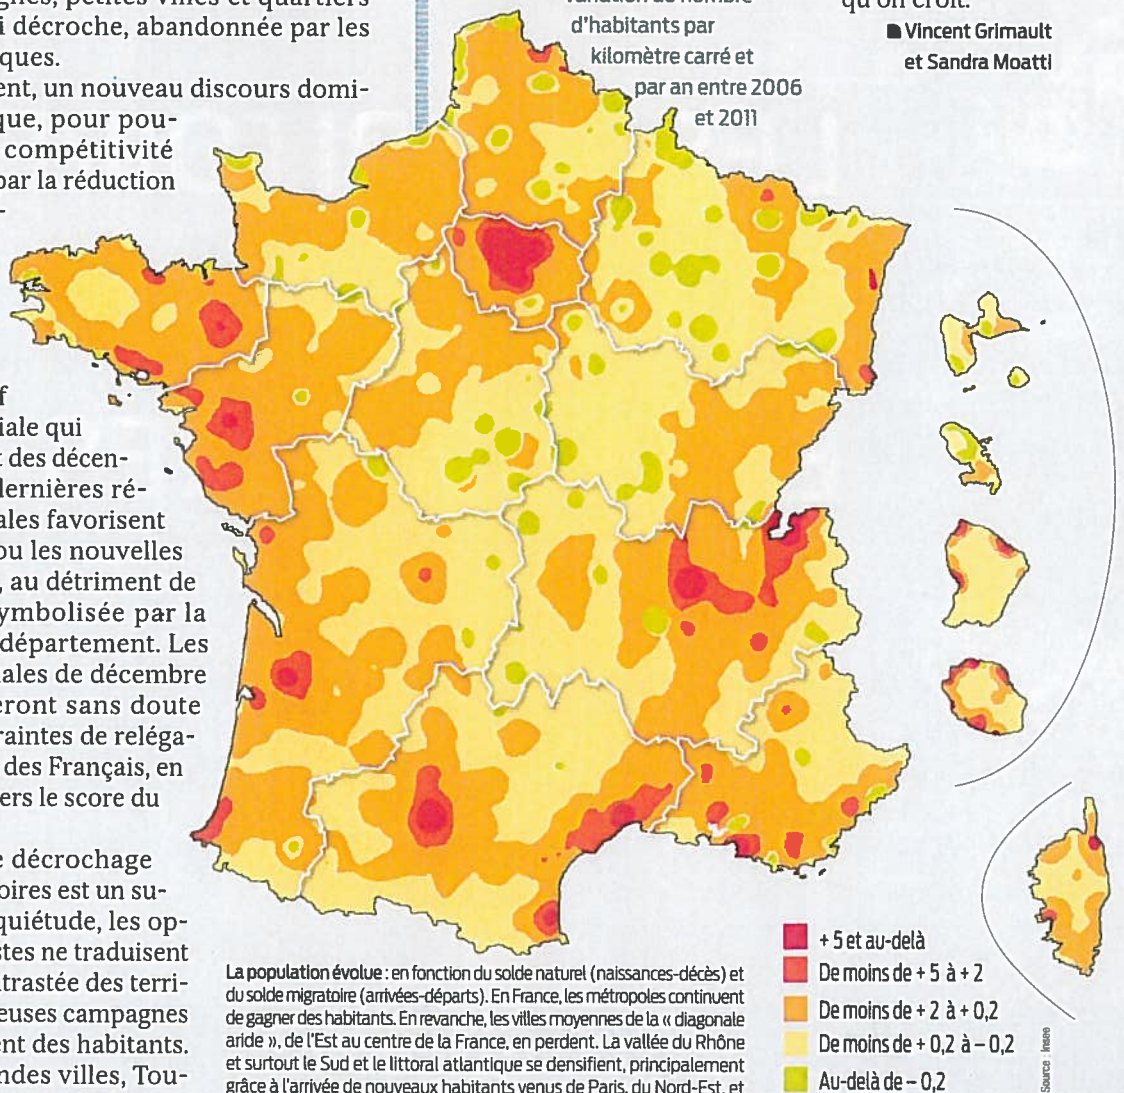 gnes, petites villes et quartiers
i décroche, abandonnée par les
ques.
ent, un nouveau discours domi-
que, pour pou-
compétitivité
par la réduction
-
f
iale qui
t des décen-
dernières ré-
ales favorisent
ou les nouvelles
, au détriment de
ymbolisée par la
département. Les
ales de décembre
eront sans doute
raintes de reléga-
des Français, en
ers le score du
e décrochage
oires est un su-
quiétude, les op-
stes ne traduisent
trastée des terri-
euses campagnes
ent des habitants.
ndes villes, Tou-
variation du nombre
d'habitants par
kilomètre carré et
par an entre 2006
et 2011
qu'on croit.
Vincent Grimault
et Sandra Moatti
La population évolue : en fonction du solde naturel (naissances-décès) et
du solde migratoire (arrivées-départs). En France, les métropoles continuent
de gagner des habitants. En revanche, les villes moyennes de la « diagonale
aride », de l'Est au centre de la France, en perdent. La vallée du Rhône
et surtout le Sud et le littoral atlantique se densifient, principalement
grâce à l'arrivée de nouveaux habitants venus de Paris, du Nord-Est, et
+ 5 et au-delà
De moins de + 5 à + 2
De moins de + 2 à + 0,2
De moins de + 0,2 à – 0,2
Au-delà de – 0,2
Source : Insee